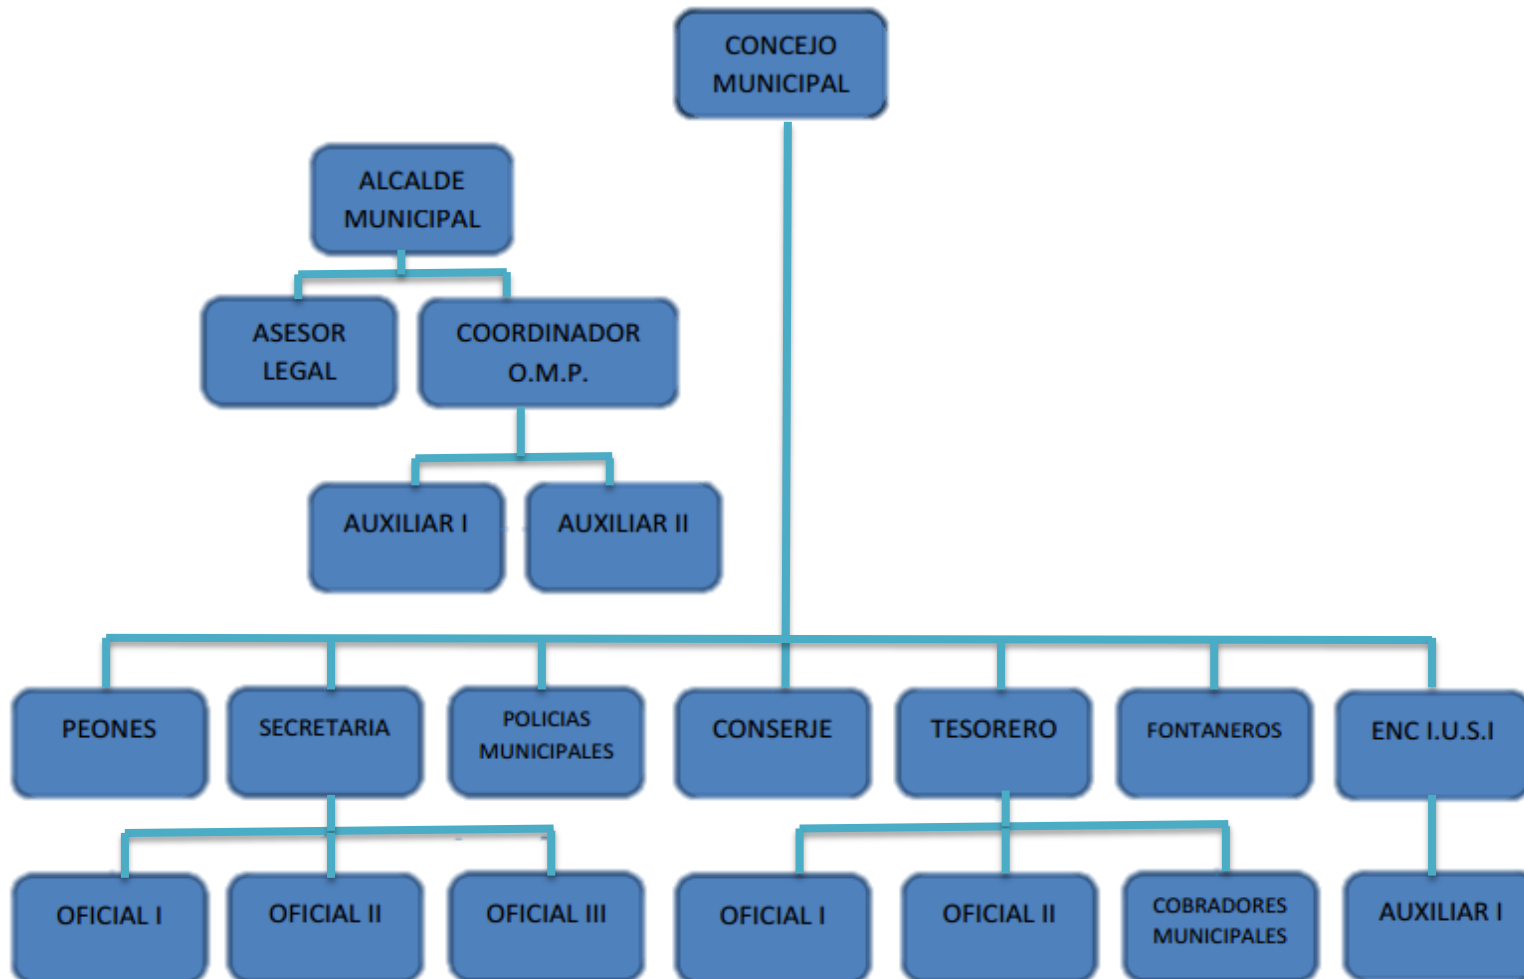 CONCEJO
MUNICIPAL
ALCALDE
MUNICIPAL
ASESOR
LEGAL
COORDINADOR
O.M.P.
AUXILIAR I
AUXILIAR II
PEONES
SECRETARIA
POLICIAS
MUNICIPALES
CONSERJE
TESORERO
FONTANEROS
ENC I.U.S.I
OFICIAL I
OFICIAL II
OFICIAL III
OFICIAL I
OFICIAL II
COBRADORES
MUNICIPALES
AUXILIAR I